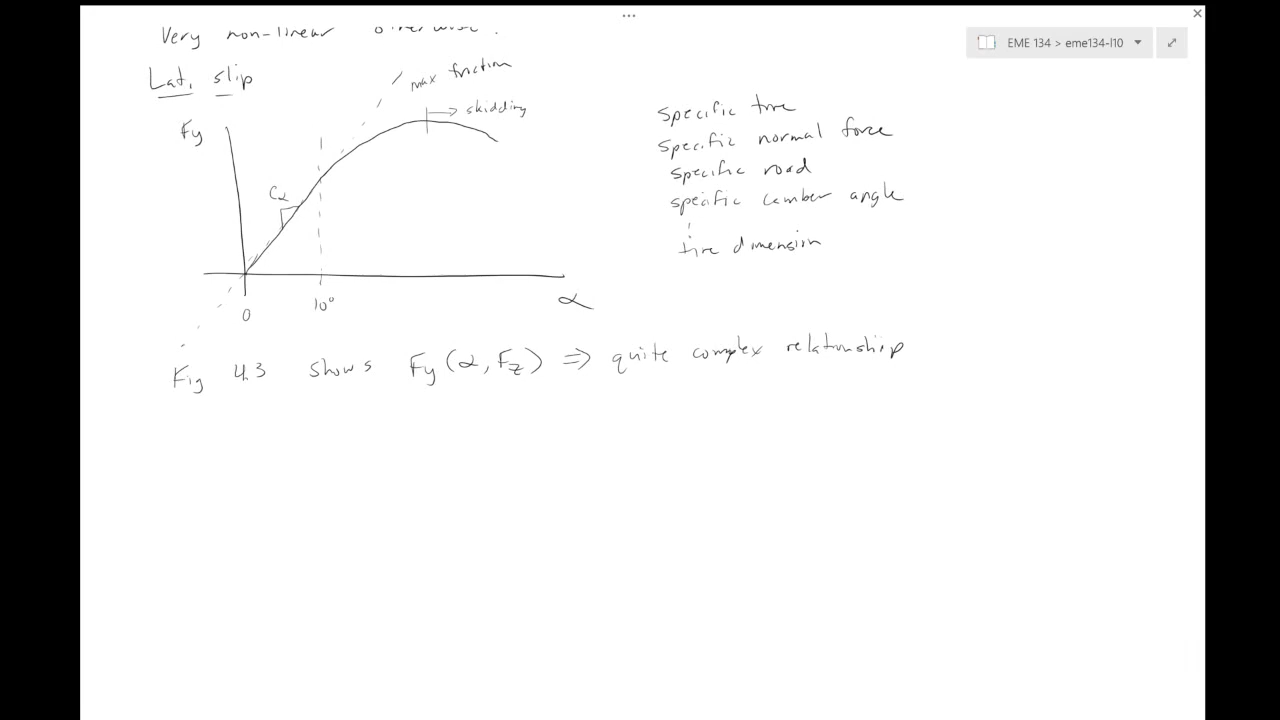 Very non-linear otherwise.
EME 134 > eme134-l10
Lat. slip
max friction
skidding
Fy
Cα
0
10°
α
specific tire
specific normal force
specific road
specific camber angle
tire dimension
Fig 4.3 shows Fy(α, Fz) ⇒ quite complex relationship